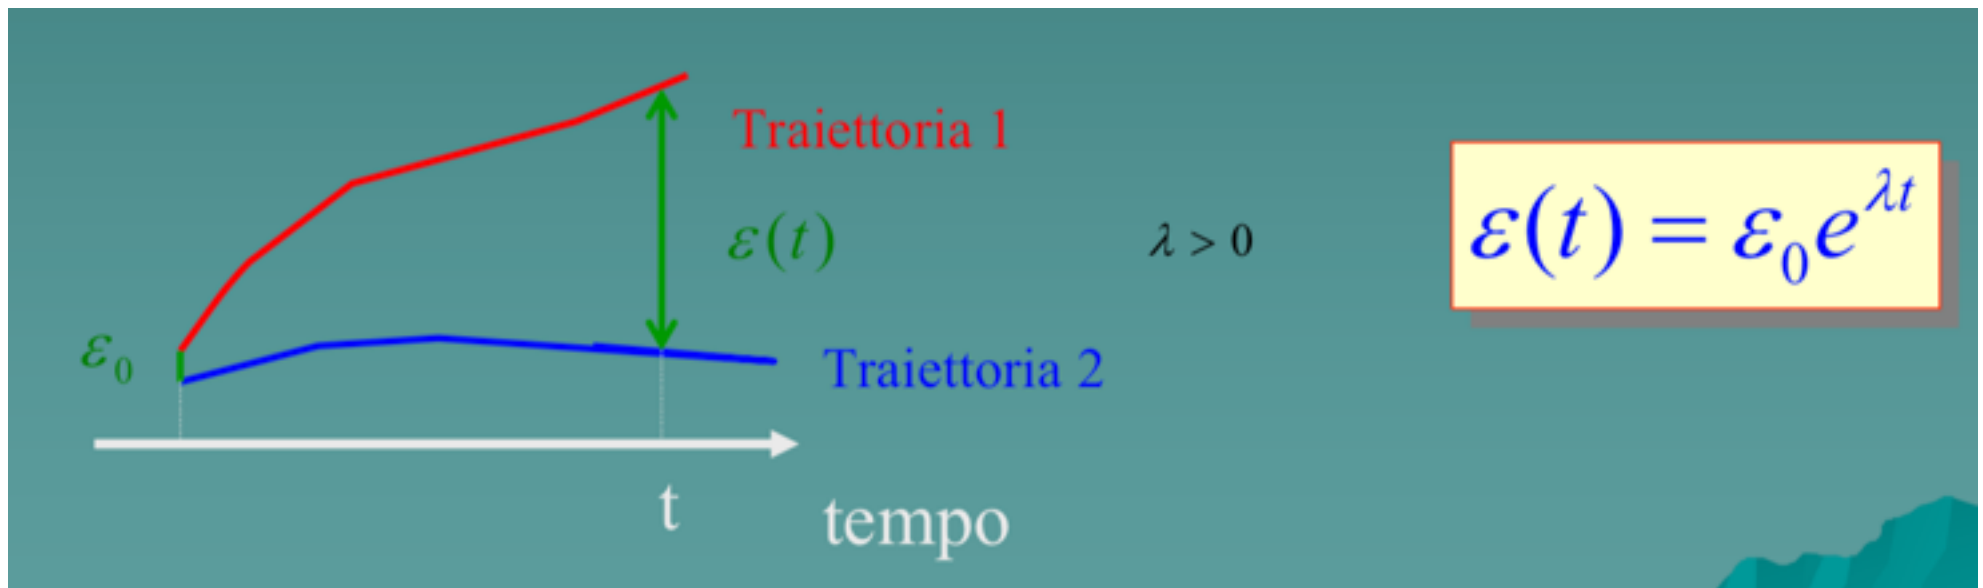 Traiettoria 1
ε(t)
λ > 0
ε(t) = ε₀e^{λt}
ε₀
Traiettoria 2
t
tempo